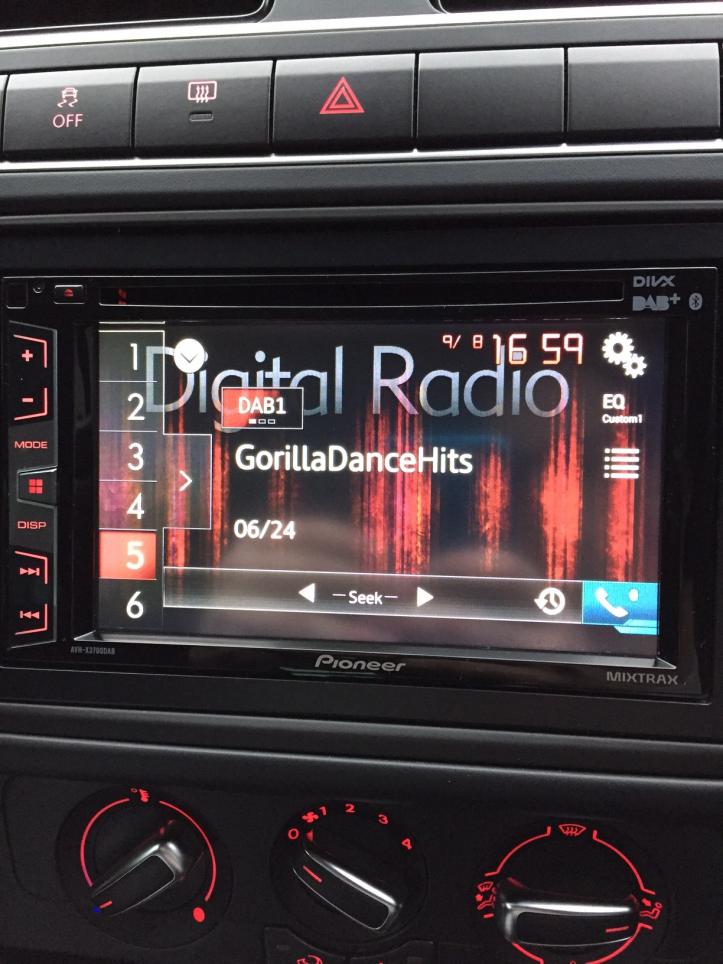 OFF
DIVX
DAB+
1
2
3
4
5
6
Digital Radio
9/ 8 16 59
DAB1
EQ
Custom1
GorillaDanceHits
06/24
Seek
+
-
MODE
DISP
AVH-X3700DAB
Pioneer
MIXTRAX
0 1 2 3 4